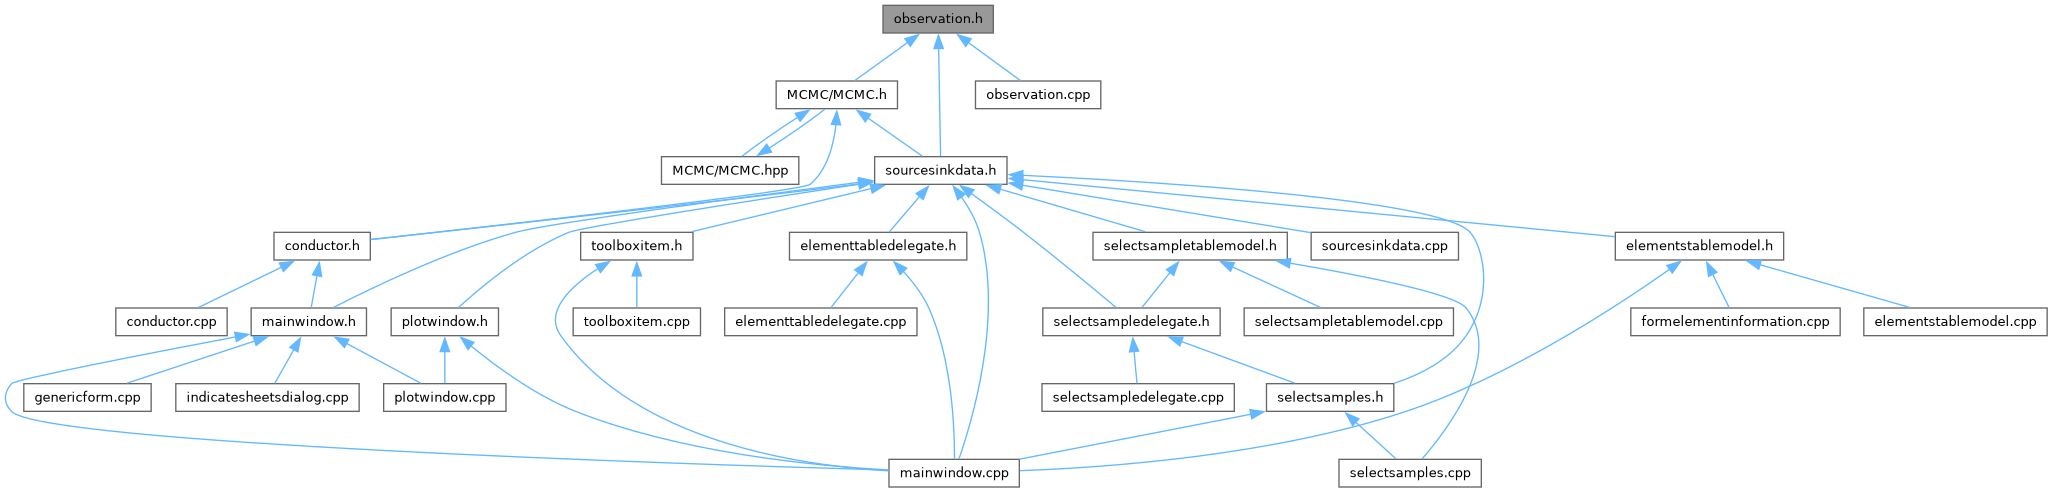 observation.h
MCMC/MCMC.h
observation.cpp
MCMC/MCMC.hpp
sourcesinkdata.h
conductor.h
toolboxitem.h
elementtabledelegate.h
selectsampletablemodel.h
sourcesinkdata.cpp
elementstablemodel.h
conductor.cpp
mainwindow.h
plotwindow.h
toolboxitem.cpp
elementtabledelegate.cpp
selectsampledelegate.h
selectsampletablemodel.cpp
formelementinformation.cpp
elementstablemodel.cpp
genericform.cpp
indicatesheetsdialog.cpp
plotwindow.cpp
selectsampledelegate.cpp
selectsamples.h
mainwindow.cpp
selectsamples.cpp